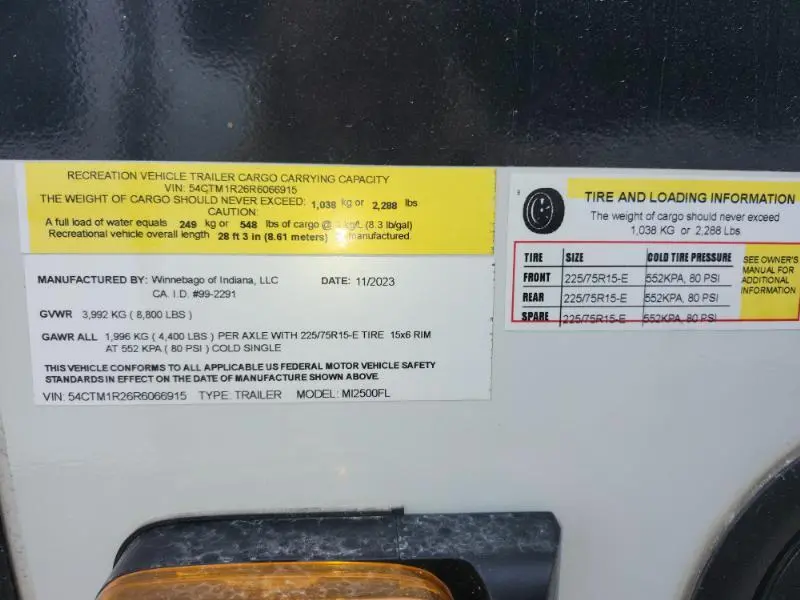 RECREATION VEHICLE TRAILER CARGO CARRYING CAPACITY
VIN: 54CTM1R26R6066915
THE WEIGHT OF CARGO SHOULD NEVER EXCEED: 1,038 kg or 2,288 lbs
CAUTION:
A full load of water equals 249 kg or 548 lbs of cargo @ kg/L (8.3 lb/gal)
Recreational vehicle overall length 28 ft 3 in (8.61 meters) manufactured.
MANUFACTURED BY: Winnebago of Indiana, LLC DATE: 11/2023
CA. I.D. #99-2291
GVWR 3,992 KG ( 8,800 LBS )
GAWR ALL 1,996 KG ( 4,400 LBS ) PER AXLE WITH 225/75R15-E TIRE 15x6 RIM
AT 552 KPA ( 80 PSI ) COLD SINGLE
THIS VEHICLE CONFORMS TO ALL APPLICABLE US FEDERAL MOTOR VEHICLE SAFETY
STANDARDS IN EFFECT ON THE DATE OF MANUFACTURE SHOWN ABOVE.
VIN: 54CTM1R26R6066915 TYPE: TRAILER MODEL: MI2500FL
TIRE AND LOADING INFORMATION
The weight of cargo should never exceed
1,038 KG or 2,288 Lbs
TIRE SIZE COLD TIRE PRESSURE
FRONT 225/75R15-E 552KPA, 80 PSI
REAR 225/75R15-E 552KPA, 80 PSI
SPARE 225/75R15-E 552KPA, 80 PSI
SEE OWNER'S
MANUAL FOR
ADDITIONAL
INFORMATION